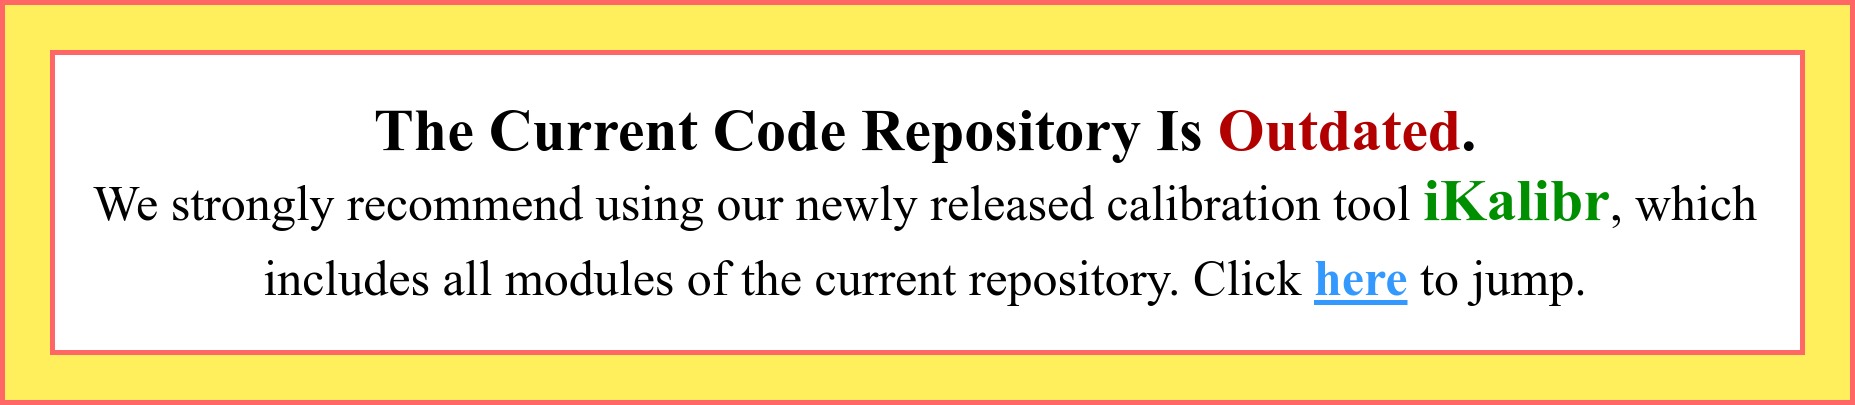 The Current Code Repository Is Outdated.
We strongly recommend using our newly released calibration tool iKalibr, which
includes all modules of the current repository. Click here to jump.